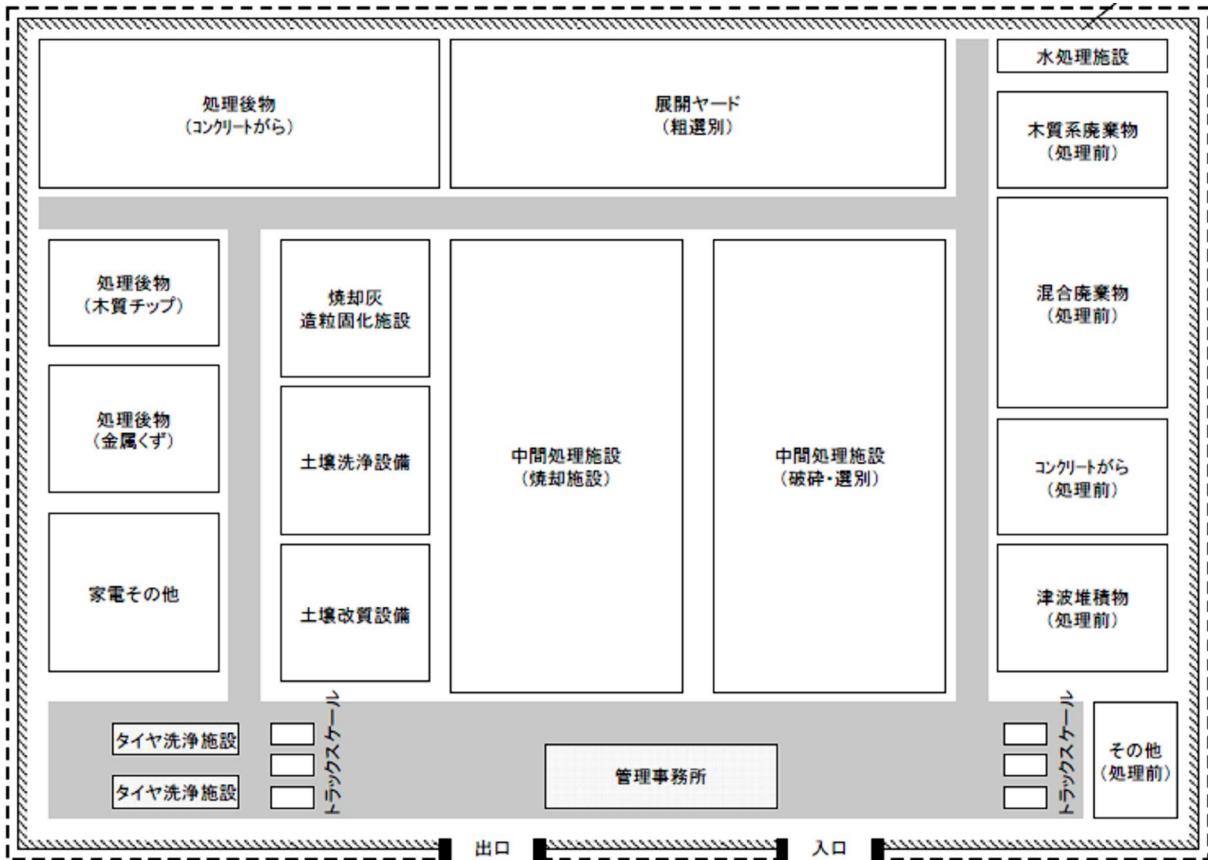 処理後物
(コンクリートがら)
展開ヤード
(粗選別)
水処理施設
木質系廃棄物
(処理前)
処理後物
(木質チップ)
焼却灰
造粒固化施設
混合廃棄物
(処理前)
処理後物
(金属くず)
土壌洗浄設備
中間処理施設
(焼却施設)
中間処理施設
(破砕・選別)
コンクリートがら
(処理前)
家電その他
土壌改質設備
津波堆積物
(処理前)
タイヤ洗浄施設
タイヤ洗浄施設
トラックスケール
管理事務所
トラックスケール
その他
(処理前)
出口
入口